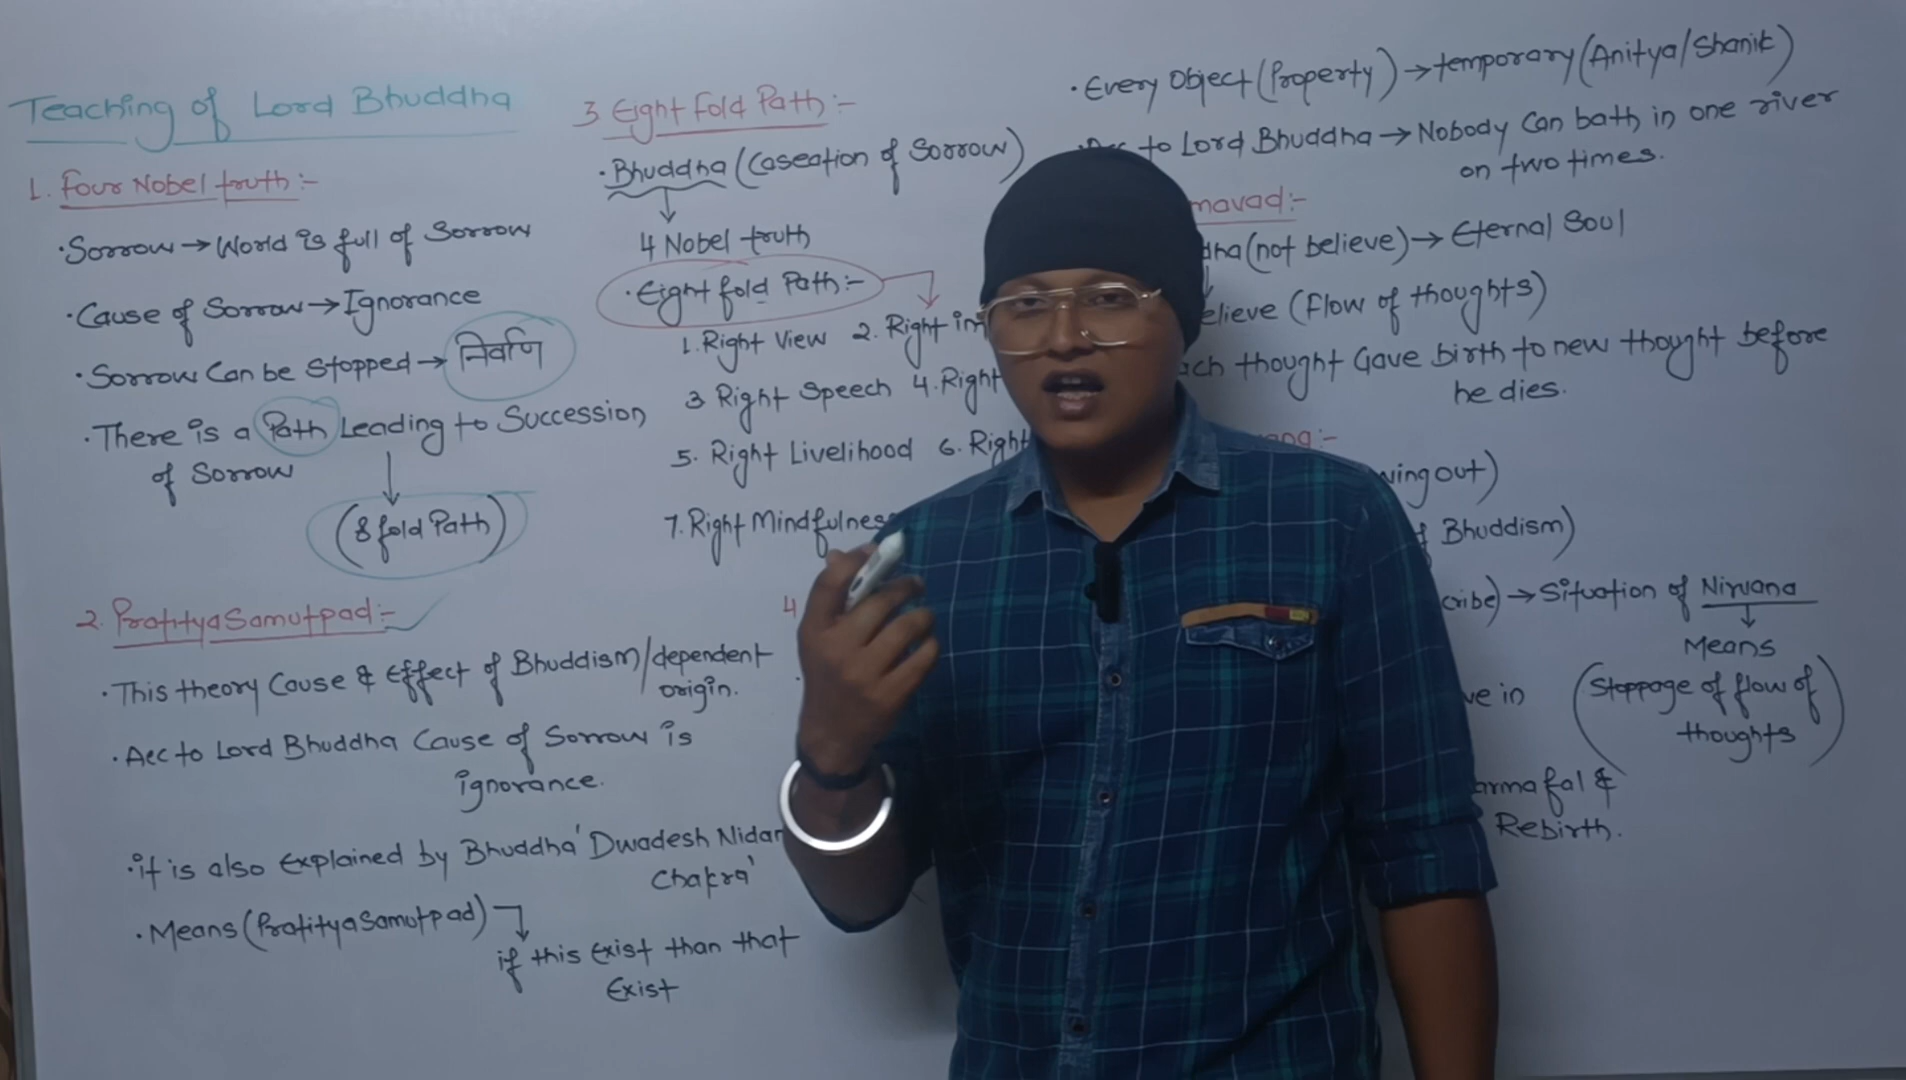 Teaching of Lord Bhuddha
1. Four Nobel truth:-
·Sorrow→World is full of Sorrow
·Cause of Sorrow→Ignorance
·Sorrow Can be Stopped→ निर्वाण
·There is a Path Leading to Succession
of Sorrow
(8 fold Path)
2. PratityaSamutpad:-
·This theory Cause & Effect of Bhuddism/dependent
origin.
·Acc to Lord Bhuddha Cause of Sorrow is
ignorance.
·it is also Explained by Bhuddha 'Dwadesh Nidan
Chakra'
·Means (PratityaSamutpad)
if this Exist than that
Exist
3 Eight Fold Path:-
·Bhuddha (Caseation of Sorrow)
4 Nobel truth
·Eight fold Path:-
1. Right View 2. Right
3 Right Speech 4. Right
5. Right Livelihood 6. Right
7. Right Mindfulness
4
·Every Object (Property)→temporary (Anitya/Shanik)
to Lord Bhuddha→Nobody Can bath in one river
on two times.
(not believe)→Eternal Soul
(Flow of thoughts)
thought Gave birth to new thought before
he dies.
out)
Bhuddism)
→Situation of Nirvana
Means
in (Stoppage of flow of
thoughts)
fal &
Rebirth.